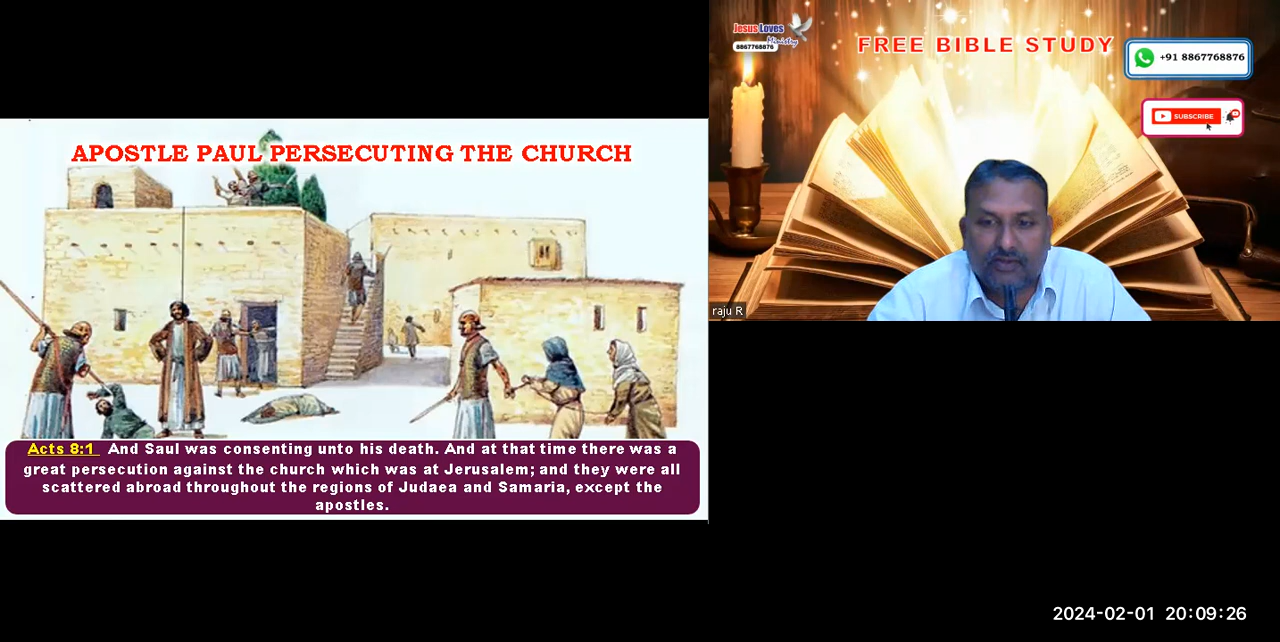 APOSTLE PAUL PERSECUTING THE CHURCH
Acts 8:1 And Saul was consenting unto his death. And at that time there was a
great persecution against the church which was at Jerusalem; and they were all
scattered abroad throughout the regions of Judaea and Samaria, except the
apostles.
Jesus Loves
Ministry
8867768876
FREE BIBLE STUDY
+91 8867768876
SUBSCRIBE
raju R
2024-02-01 20:09:26